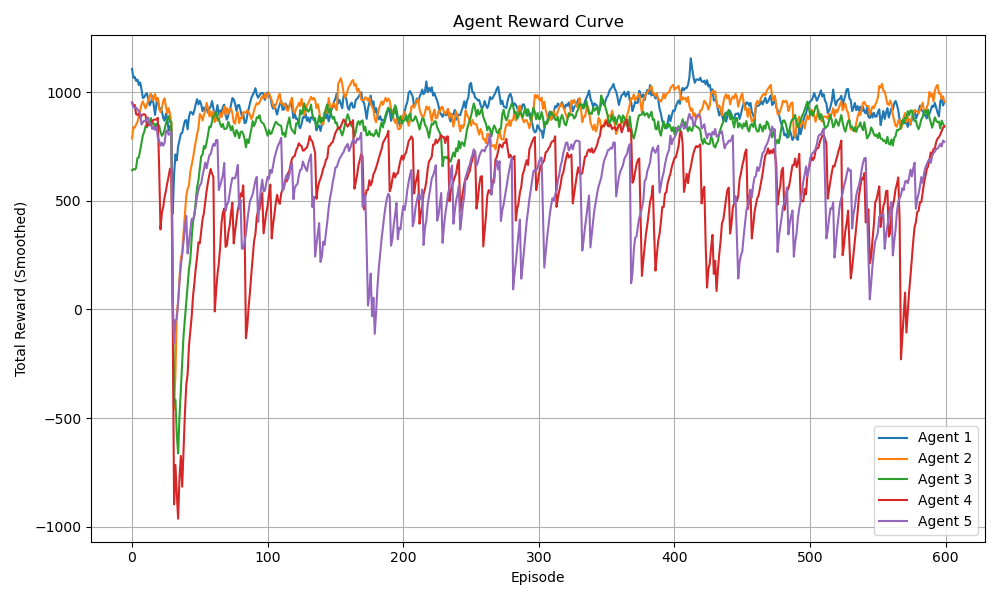 Agent Reward Curve
Total Reward (Smoothed)
1000
500
0
−500
−1000
0 100 200 300 400 500 600
Episode
Agent 1
Agent 2
Agent 3
Agent 4
Agent 5